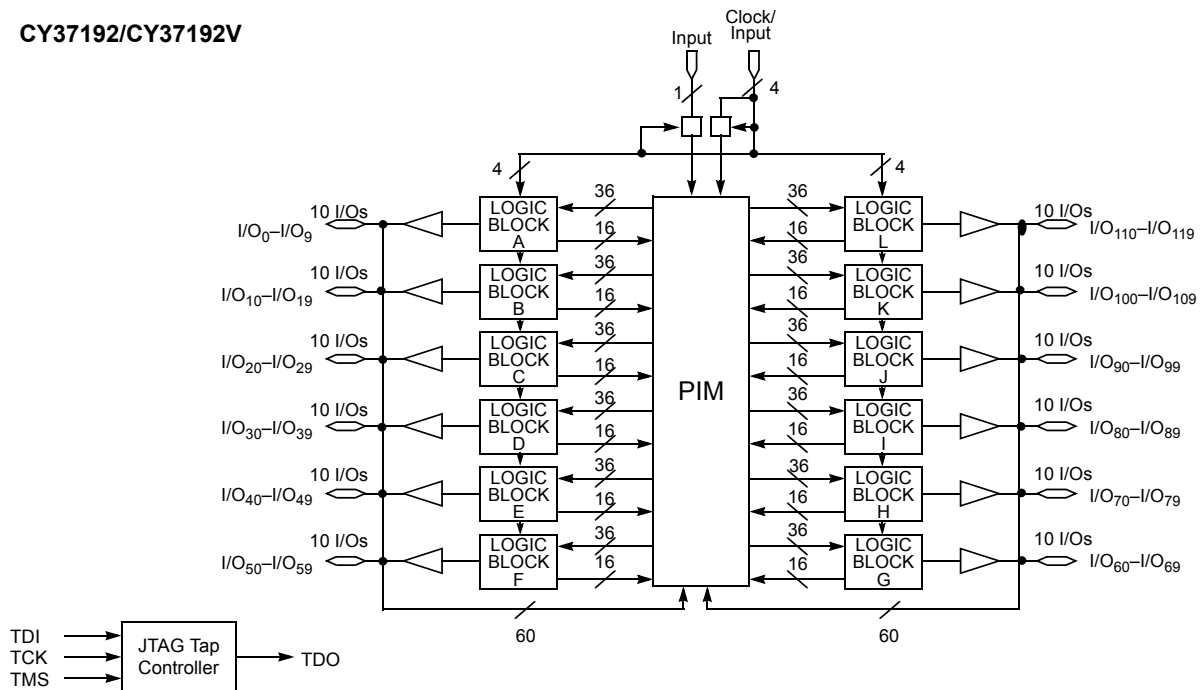 CY37192/CY37192V
Input
Clock/
Input
1
4
4
4
10 I/Os
I/O0–I/O9
LOGIC
BLOCK
A
36
16
36
16
LOGIC
BLOCK
L
10 I/Os
I/O110–I/O119
10 I/Os
I/O10–I/O19
LOGIC
BLOCK
B
36
16
36
16
LOGIC
BLOCK
K
10 I/Os
I/O100–I/O109
10 I/Os
I/O20–I/O29
LOGIC
BLOCK
C
36
16
PIM
36
16
LOGIC
BLOCK
J
10 I/Os
I/O90–I/O99
10 I/Os
I/O30–I/O39
LOGIC
BLOCK
D
36
16
36
16
LOGIC
BLOCK
I
10 I/Os
I/O80–I/O89
10 I/Os
I/O40–I/O49
LOGIC
BLOCK
E
36
16
36
16
LOGIC
BLOCK
H
10 I/Os
I/O70–I/O79
10 I/Os
I/O50–I/O59
LOGIC
BLOCK
F
36
16
36
16
LOGIC
BLOCK
G
10 I/Os
I/O60–I/O69
60
60
TDI
TCK
TMS
JTAG Tap
Controller
TDO